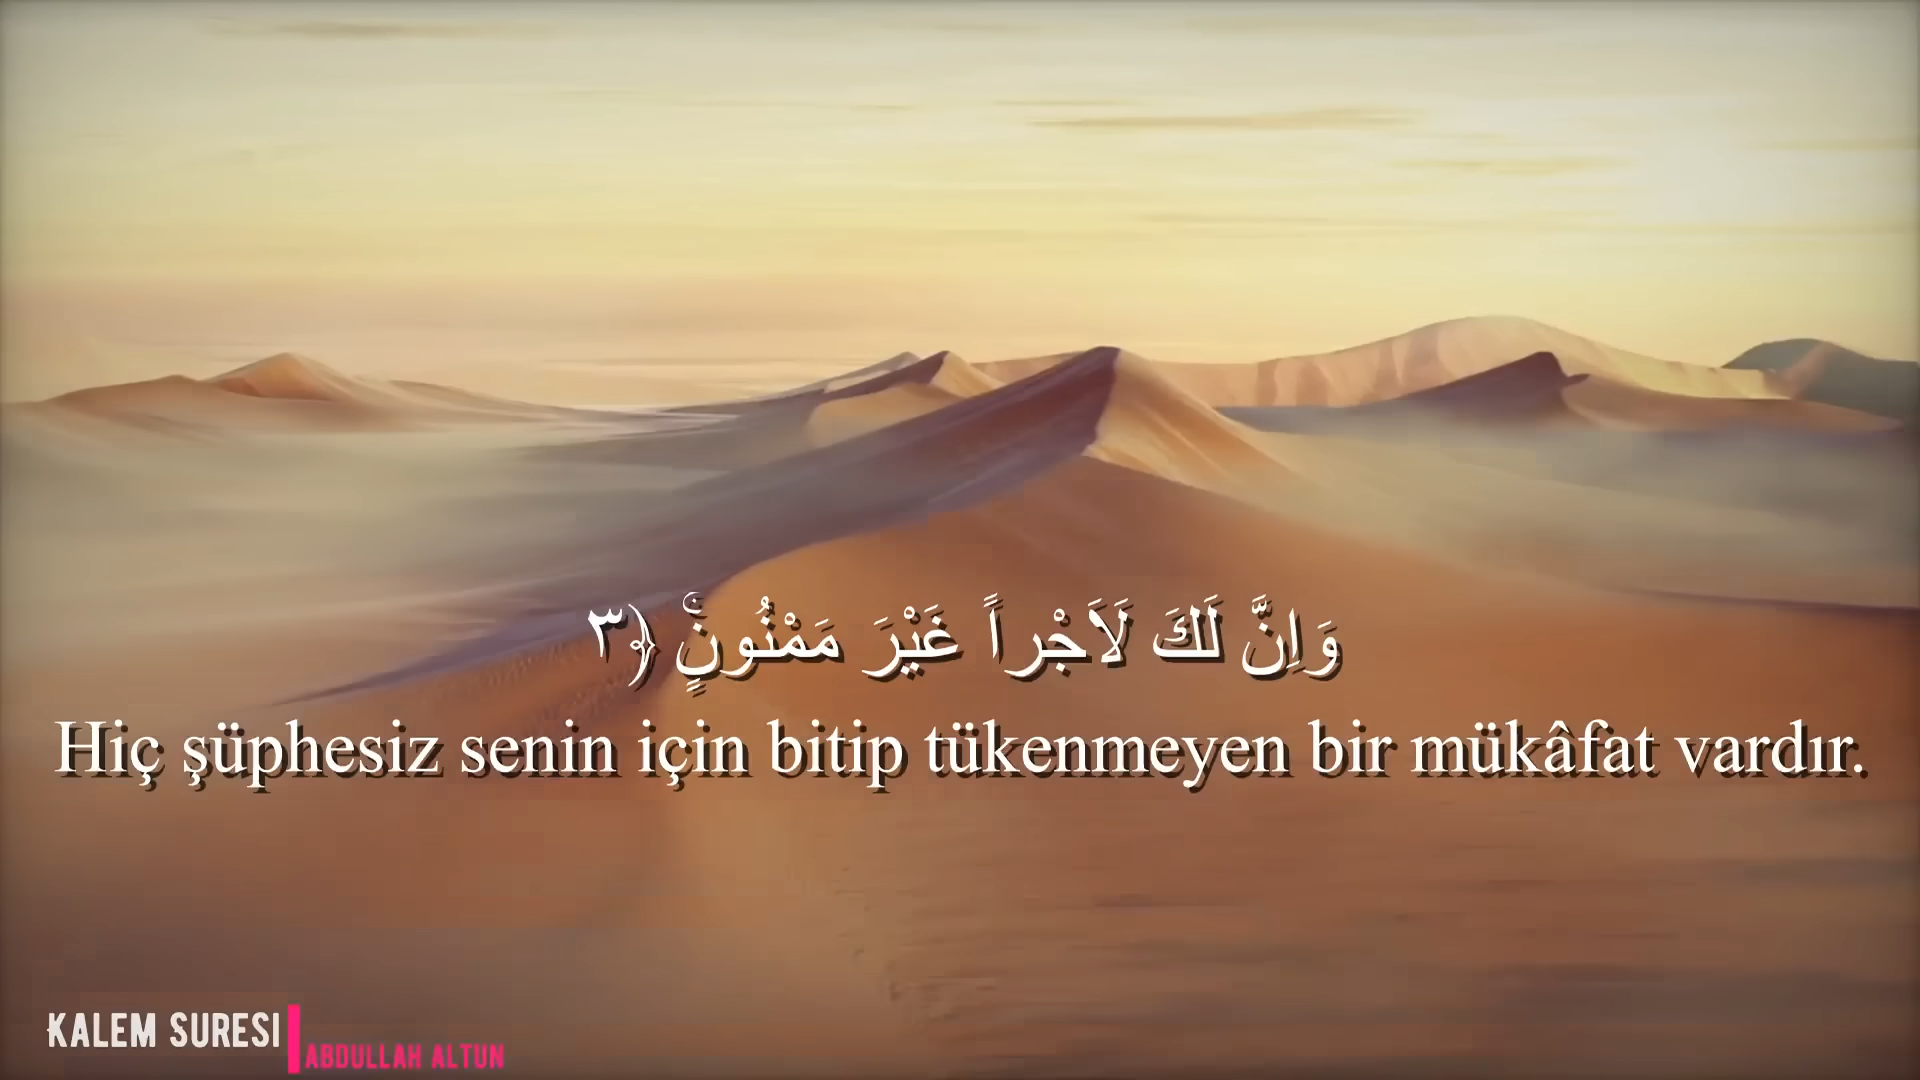 وَاِنَّ لَكَ لَاَجْراً غَيْرَ مَمْنُونٍۚ ﴿٣
Hiç şüphesiz senin için bitip tükenmeyen bir mükâfat vardır.
KALEM SURESI
ABDULLAH ALTUN